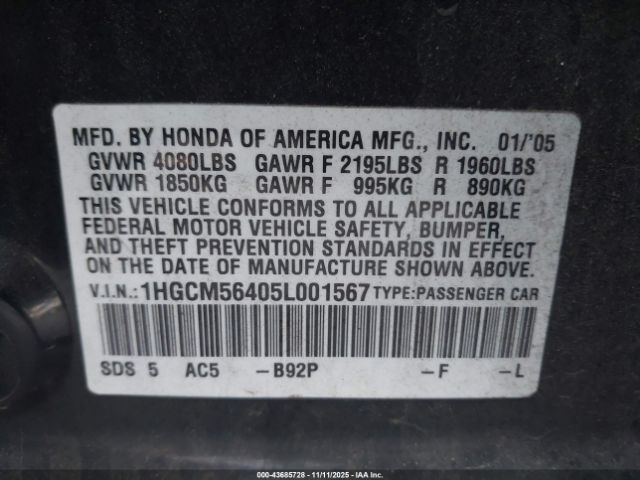 MFD. BY HONDA OF AMERICA MFG., INC. 01/'05
GVWR 4080LBS GAWR F 2195LBS R 1960LBS
GVWR 1850KG GAWR F 995KG R 890KG
THIS VEHICLE CONFORMS TO ALL APPLICABLE
FEDERAL MOTOR VEHICLE SAFETY, BUMPER,
AND THEFT PREVENTION STANDARDS IN EFFECT
ON THE DATE OF MANUFACTURE SHOWN ABOVE.
V.I.N.:1HGCM56405L001567 TYPE:PASSENGER CAR
SDS 5 AC5 –B92P –F –L
000-43685728 - 11/11/2025 - IAA Inc.